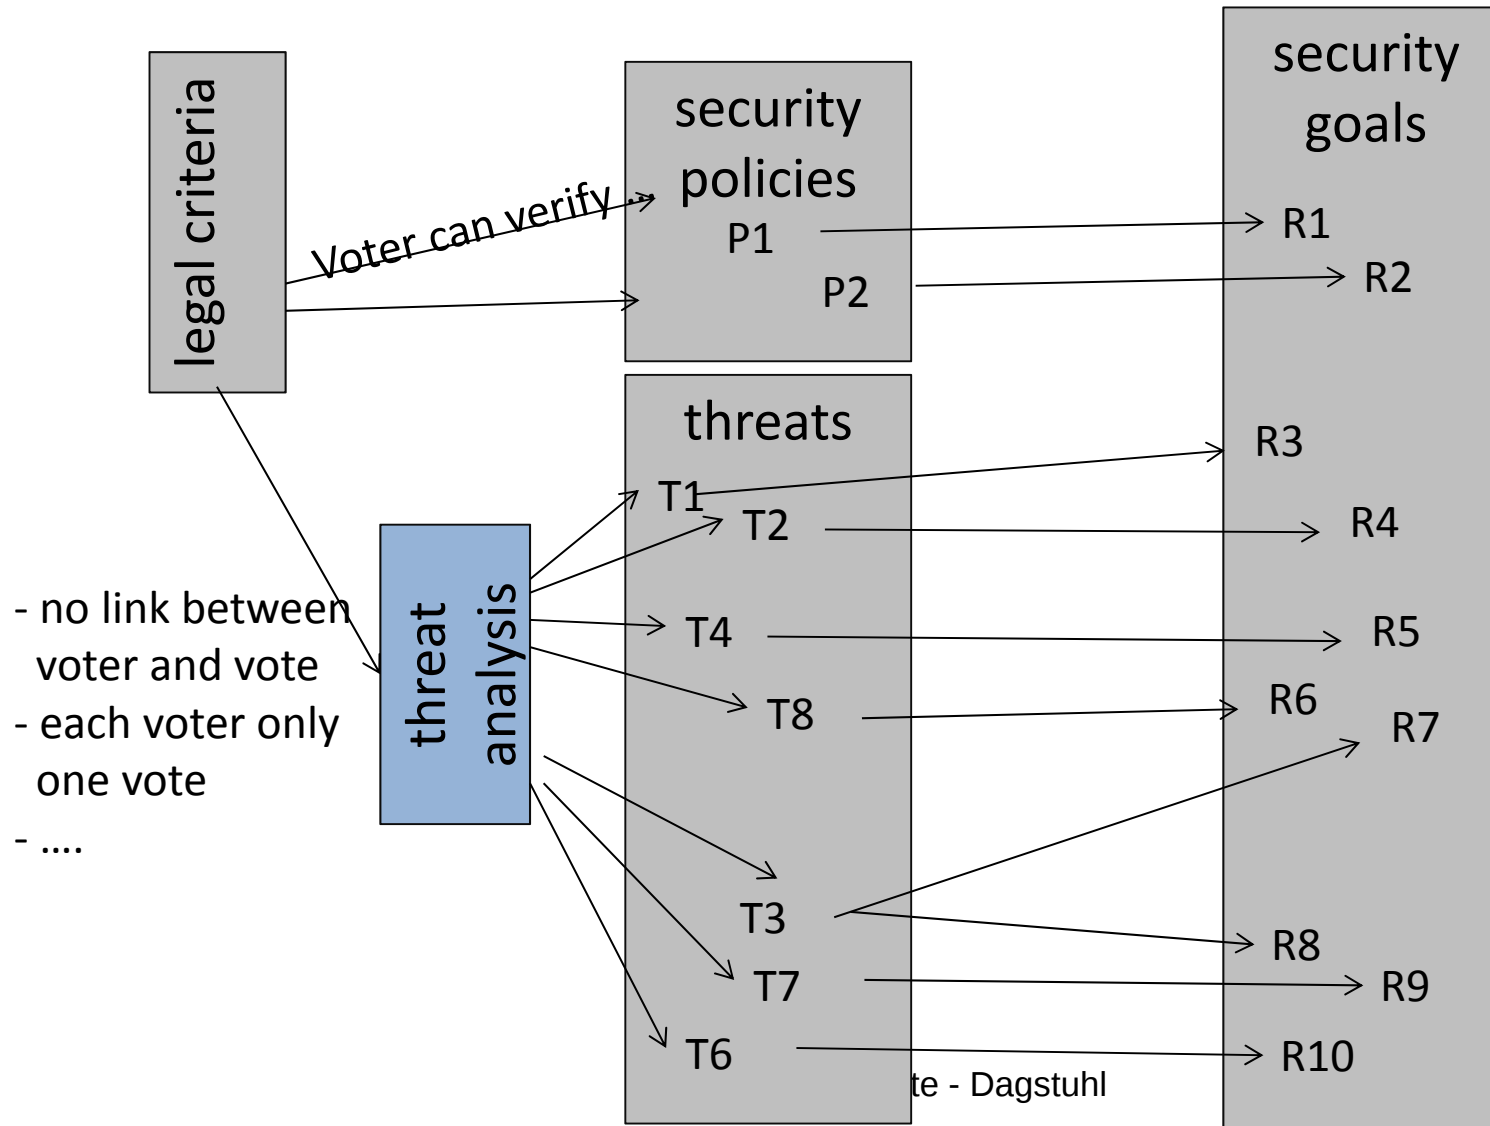 legal criteria
Voter can verify ...
security
policies
P1
P2
security
goals
R1
R2
threats
T1
T2
T4
T8
T3
T7
T6
R3
R4
R5
R6
R7
R8
R9
R10
threat
analysis
- no link between
voter and vote
- each voter only
one vote
- ....
te - Dagstuhl